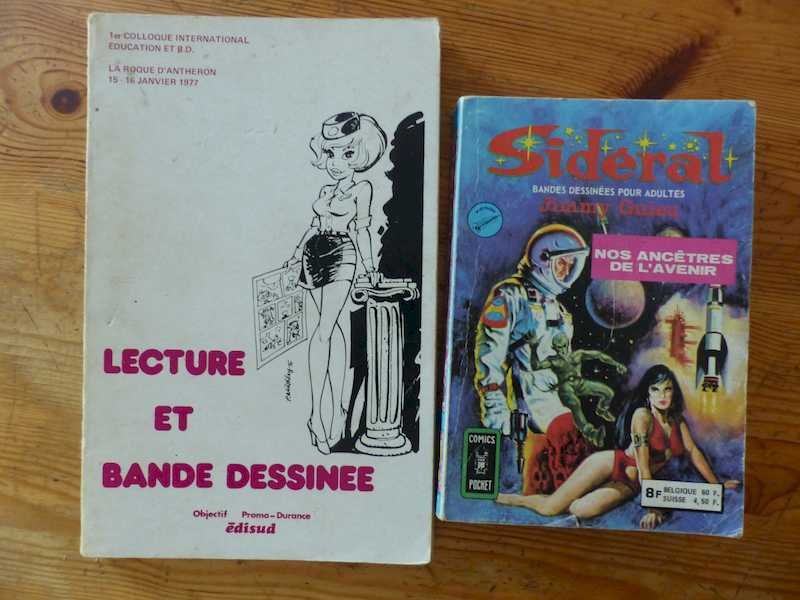 1er COLLOQUE INTERNATIONAL
EDUCATION ET B.D.
LA ROQUE D'ANTHERON
15-16 JANVIER 1977
LECTURE
ET
BANDE DESSINEE
Objectif Promo-Durance
édisud
Sidéral
BANDES DESSINÉES POUR ADULTES
Jimmy Guieu
NOS ANCÊTRES
DE L'AVENIR
COMICS
POCKET
8F
BELGIQUE 60 F.
SUISSE 4,50 F.